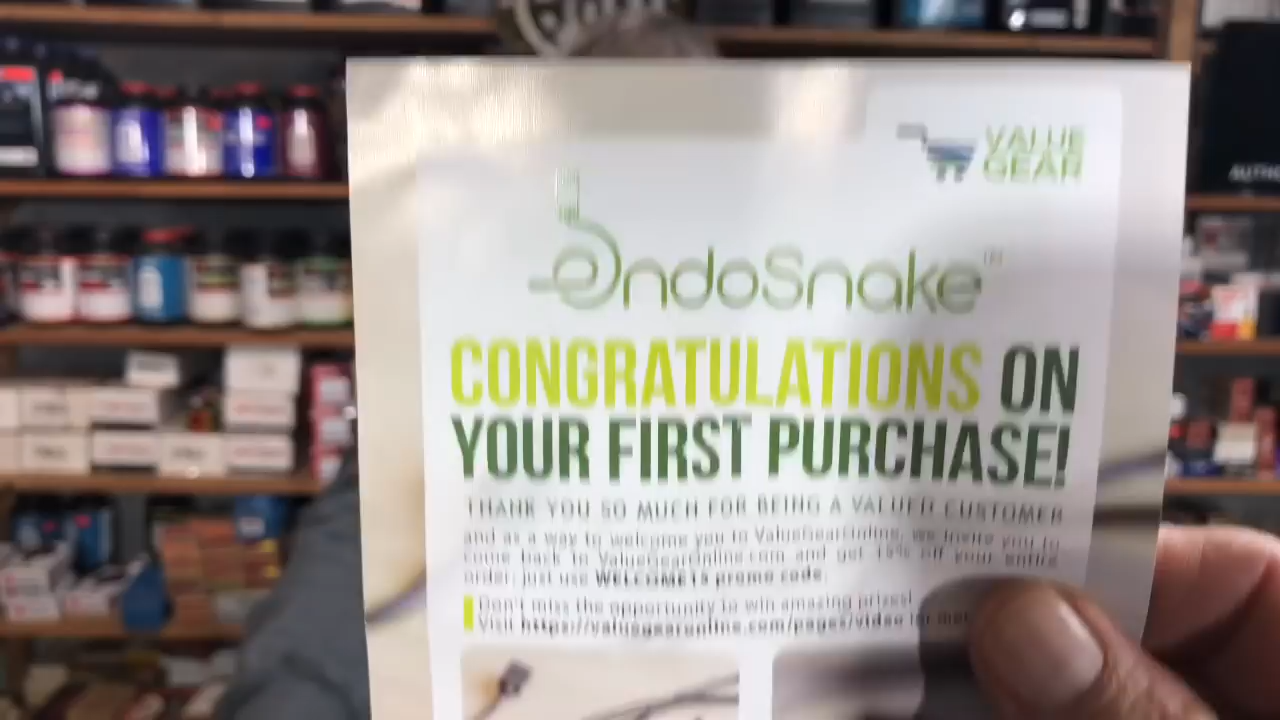 VALUE
GEAR
endoSnake
CONGRATULATIONS ON
YOUR FIRST PURCHASE!
THANK YOU SO MUCH FOR BEING A VALUED CUSTOMER
and as a way to welcome you to ValueGearOnline, we invite you to
come back to ValueGearOnline.com and get 15% off your entire
order; just use WELCOME15 promo code.
Don't miss the opportunity to win amazing prizes!
Visit https://valuegearonline.com/pages/video for
AUTH